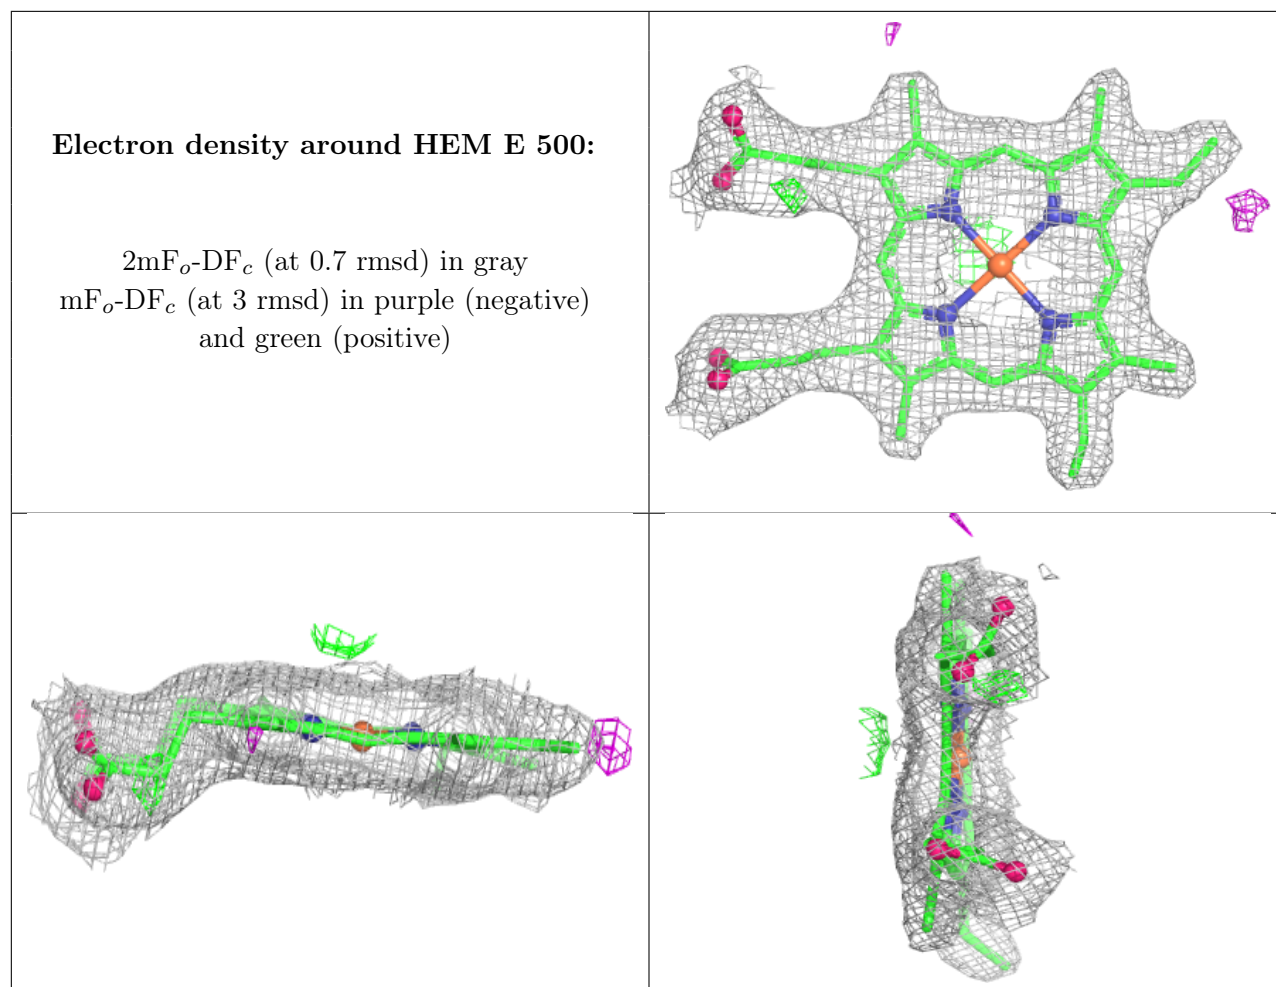 Electron density around HEM E 500:
2mFo-DFc (at 0.7 rmsd) in gray
mFo-DFc (at 3 rmsd) in purple (negative)
and green (positive)